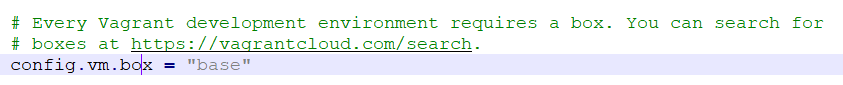 # Every Vagrant development environment requires a box. You can search for
# boxes at https://vagrantcloud.com/search.
config.vm.box = "base"